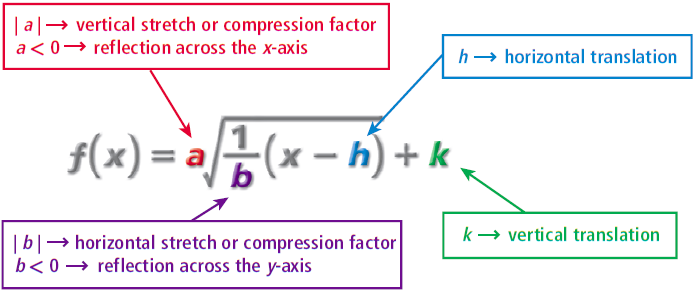 | a | → vertical stretch or compression factor
a < 0 → reflection across the x-axis
h → horizontal translation
f(x) = a√(1/b (x − h)) + k
| b | → horizontal stretch or compression factor
b < 0 → reflection across the y-axis
k → vertical translation